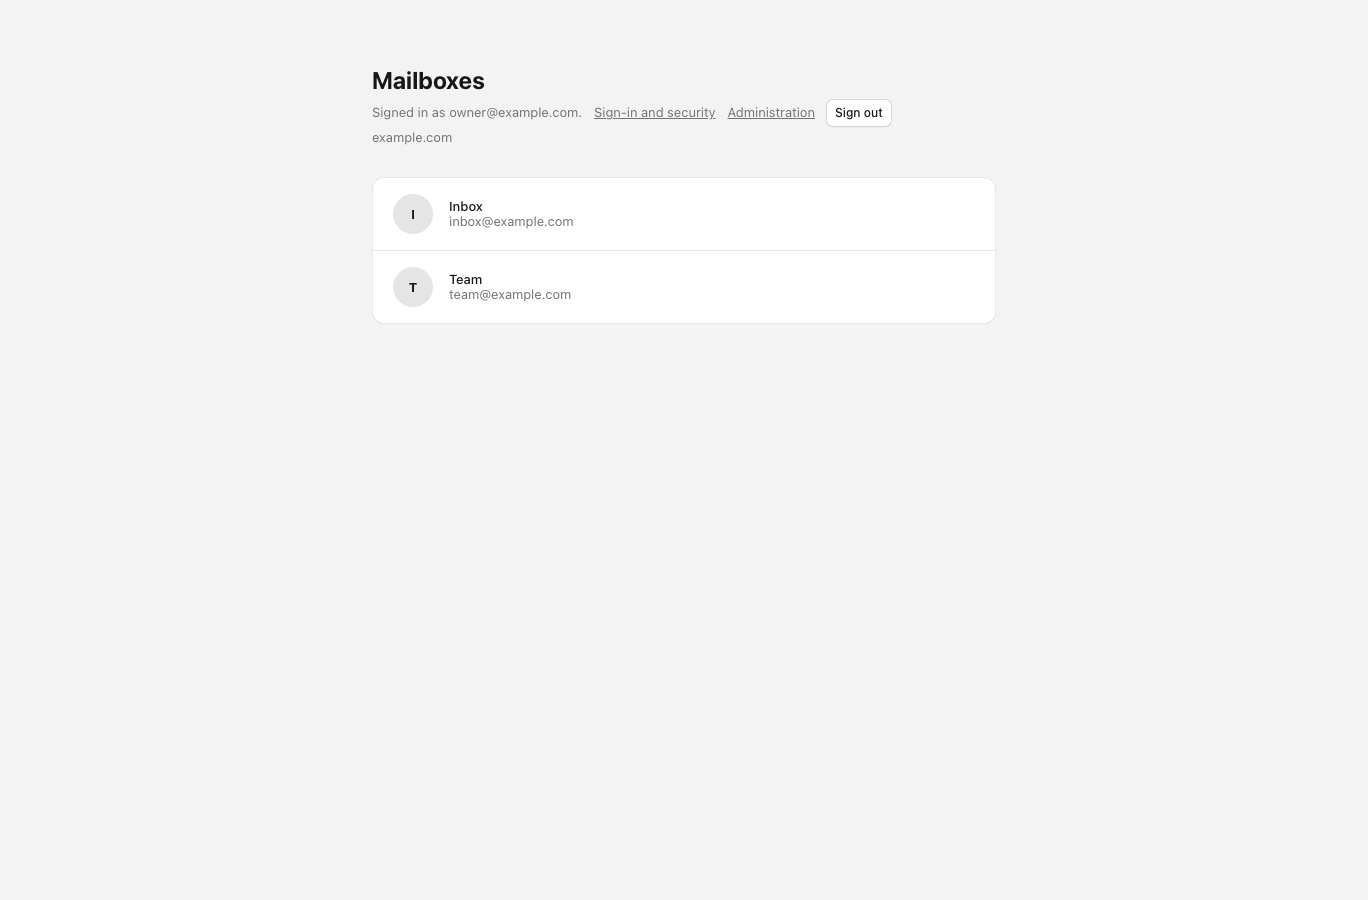 Mailboxes
Signed in as owner@example.com. Sign-in and security Administration Sign out
example.com
I
Inbox
inbox@example.com
T
Team
team@example.com